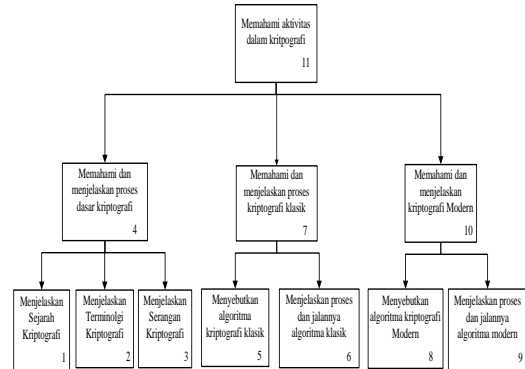 Memahami aktivitas
dalam kritpografi
11
Memahami dan
menjelaskan proses
dasar kriptografi
4
Memahami dan
menjelaskan proses
kriptografi klasik
7
Memahami dan
menjelaskan
kriptografi Modern
10
Menjelaskan
Sejarah
Kriptografi
1
Menjelaskan
Terminolgi
Kriptografi
2
Menjelaskan
Serangan
Kriptografi
3
Menyebutkan
algoritma
kriptografi klasik
5
Menjelaskan proses
dan jalannya
algoritma klasik
6
Menyebutkan
algoritma kriptografi
Modern
8
Menjelaskan proses
dan jalannya
algoritma modern
9